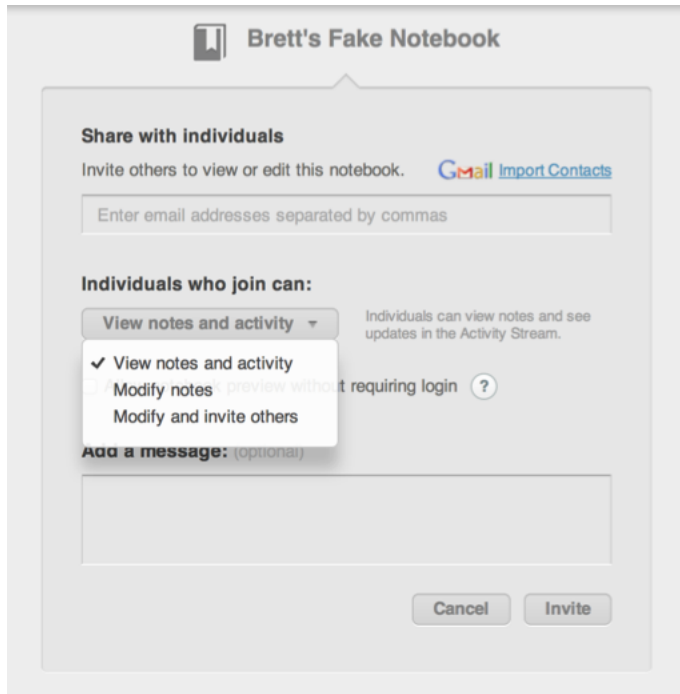 Brett's Fake Notebook
Share with individuals
Invite others to view or edit this notebook. Gmail Import Contacts
Enter email addresses separated by commas
Individuals who join can:
View notes and activity
Individuals can view notes and see
updates in the Activity Stream.
✓ View notes and activity
preview without requiring login ?
Modify notes
Modify and invite others
Add a message: (optional)
Cancel Invite